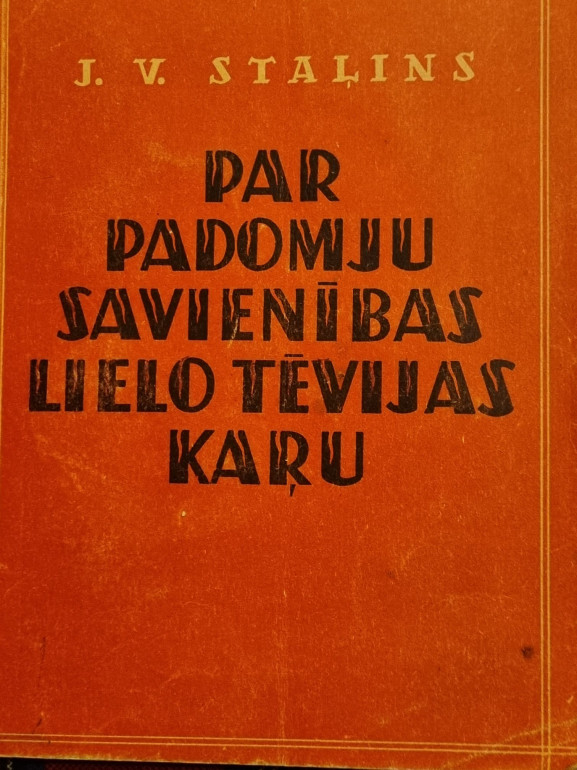 J. V. STAĻINS
PAR
PADOMJU
SAVIENĪBAS
LIELO TĒVIJAS
KAŖU